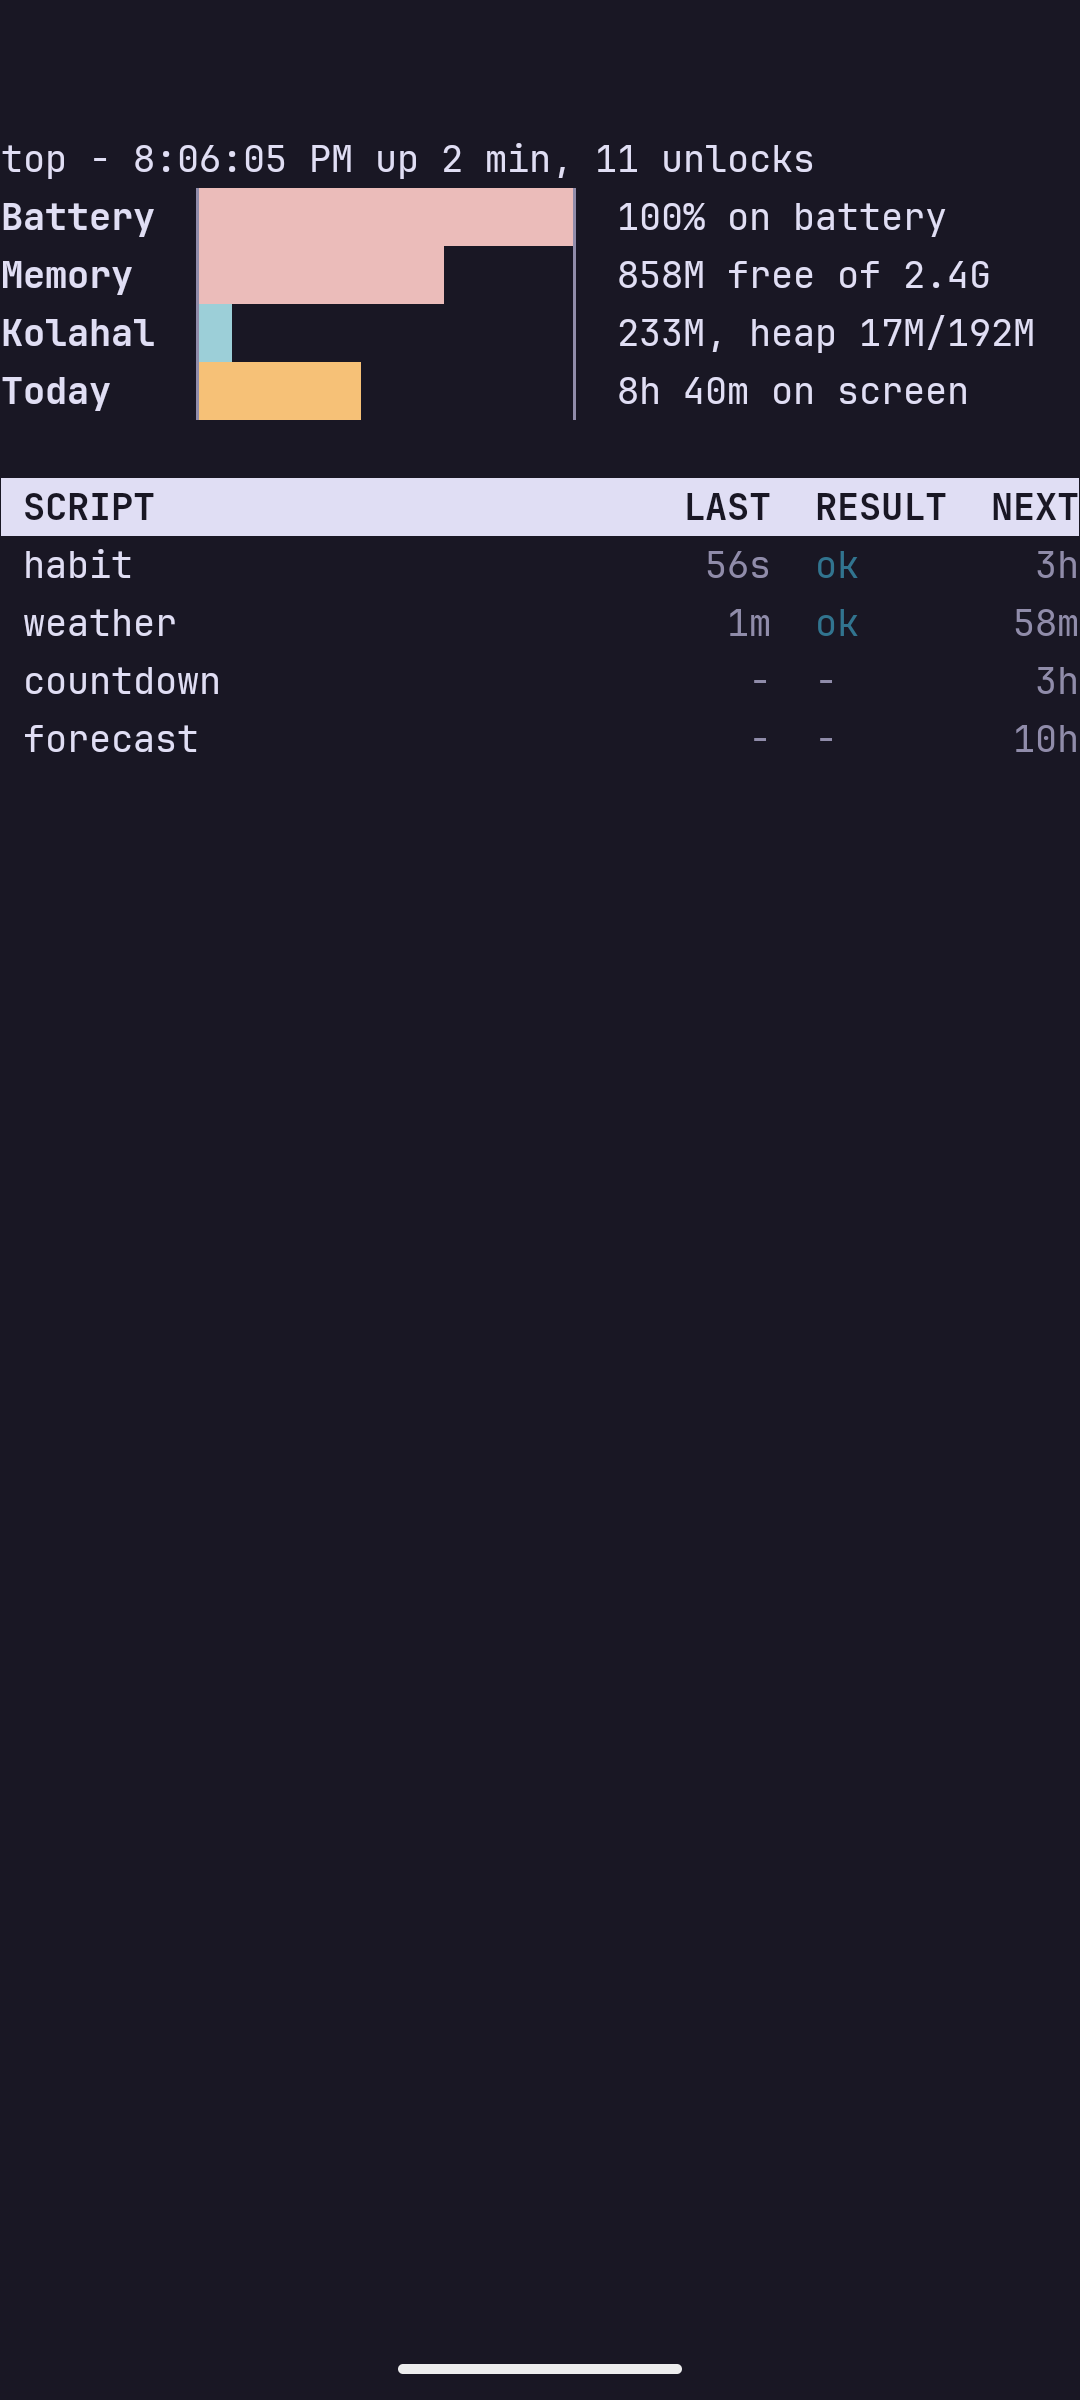 top - 8:06:05 PM up 2 min, 11 unlocks
Battery 100% on battery
Memory 858M free of 2.4G
Kolahal 233M, heap 17M/192M
Today 8h 40m on screen
SCRIPT LAST RESULT NEXT
habit 56s ok 3h
weather 1m ok 58m
countdown - - 3h
forecast - - 10h